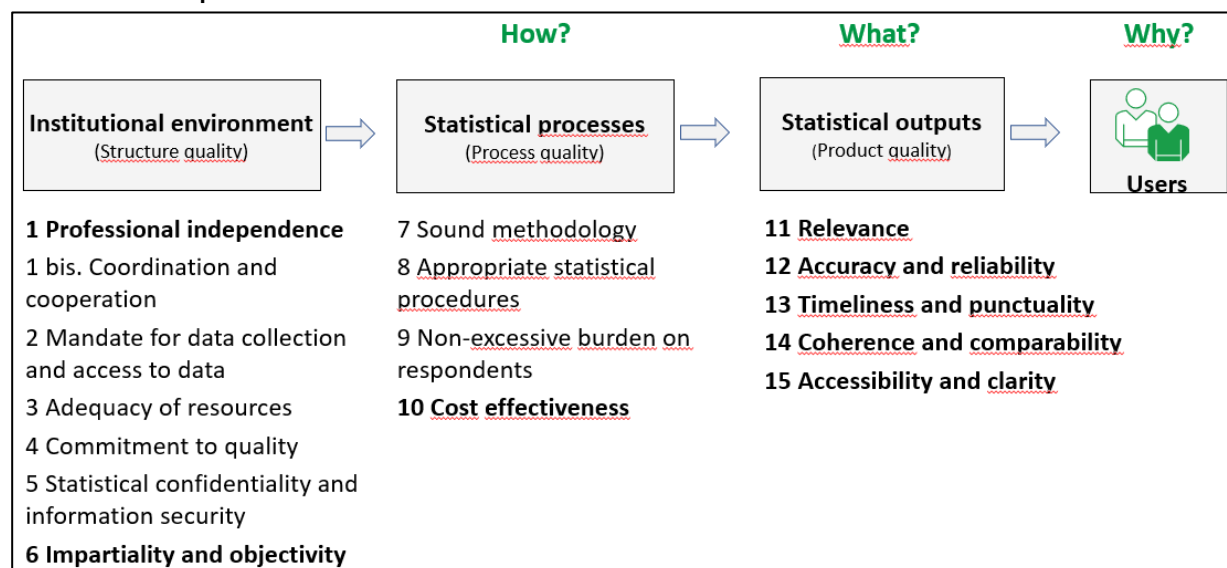 How?
What?
Why?
Institutional environment
(Structure quality)
Statistical processes
(Process quality)
Statistical outputs
(Product quality)
Users
1 Professional independence
1 bis. Coordination and
cooperation
2 Mandate for data collection
and access to data
3 Adequacy of resources
4 Commitment to quality
5 Statistical confidentiality and
information security
6 Impartiality and objectivity
7 Sound methodology
8 Appropriate statistical
procedures
9 Non-excessive burden on
respondents
10 Cost effectiveness
11 Relevance
12 Accuracy and reliability
13 Timeliness and punctuality
14 Coherence and comparability
15 Accessibility and clarity